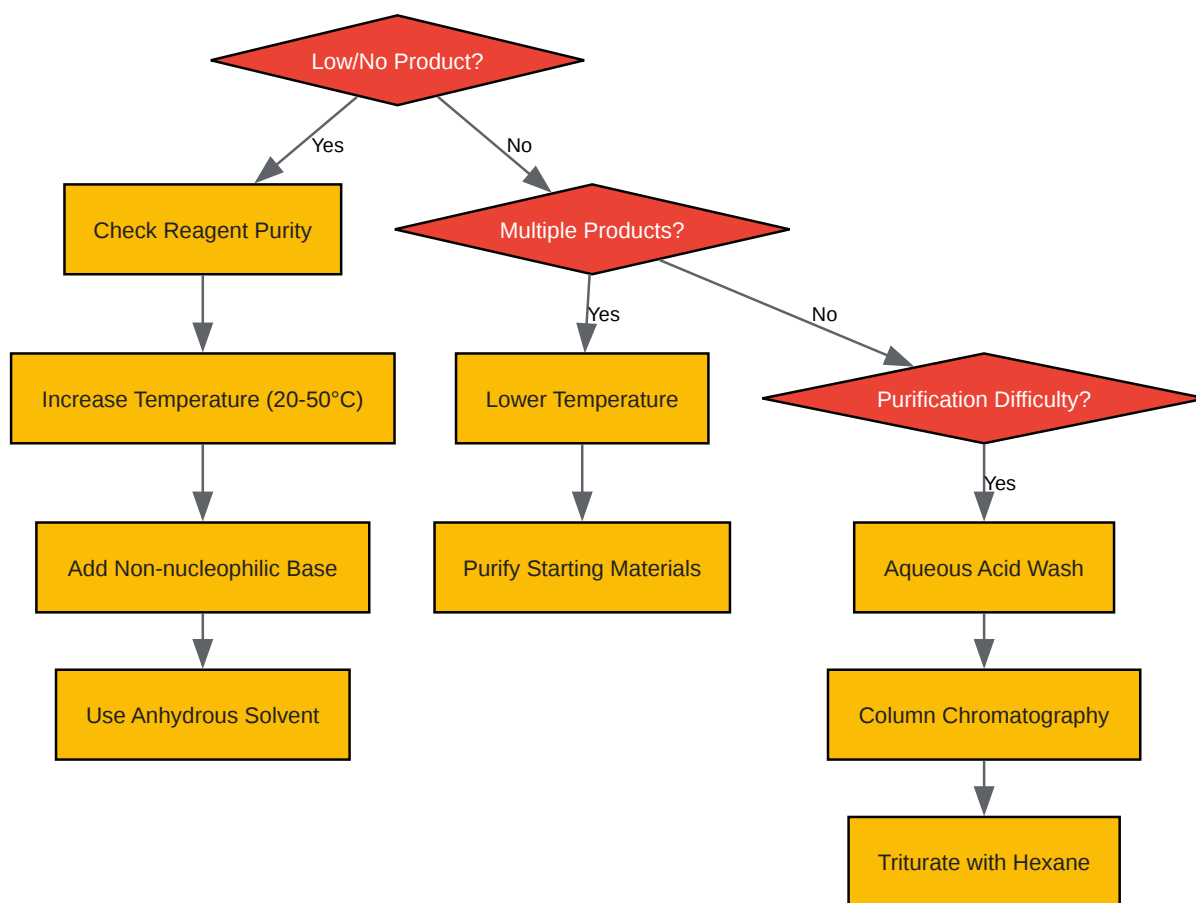 Low/No Product?
Yes
No
Check Reagent Purity
Multiple Products?
Yes
No
Increase Temperature (20-50°C)
Lower Temperature
Purification Difficulty?
Yes
Add Non-nucleophilic Base
Purify Starting Materials
Aqueous Acid Wash
Use Anhydrous Solvent
Column Chromatography
Triturate with Hexane